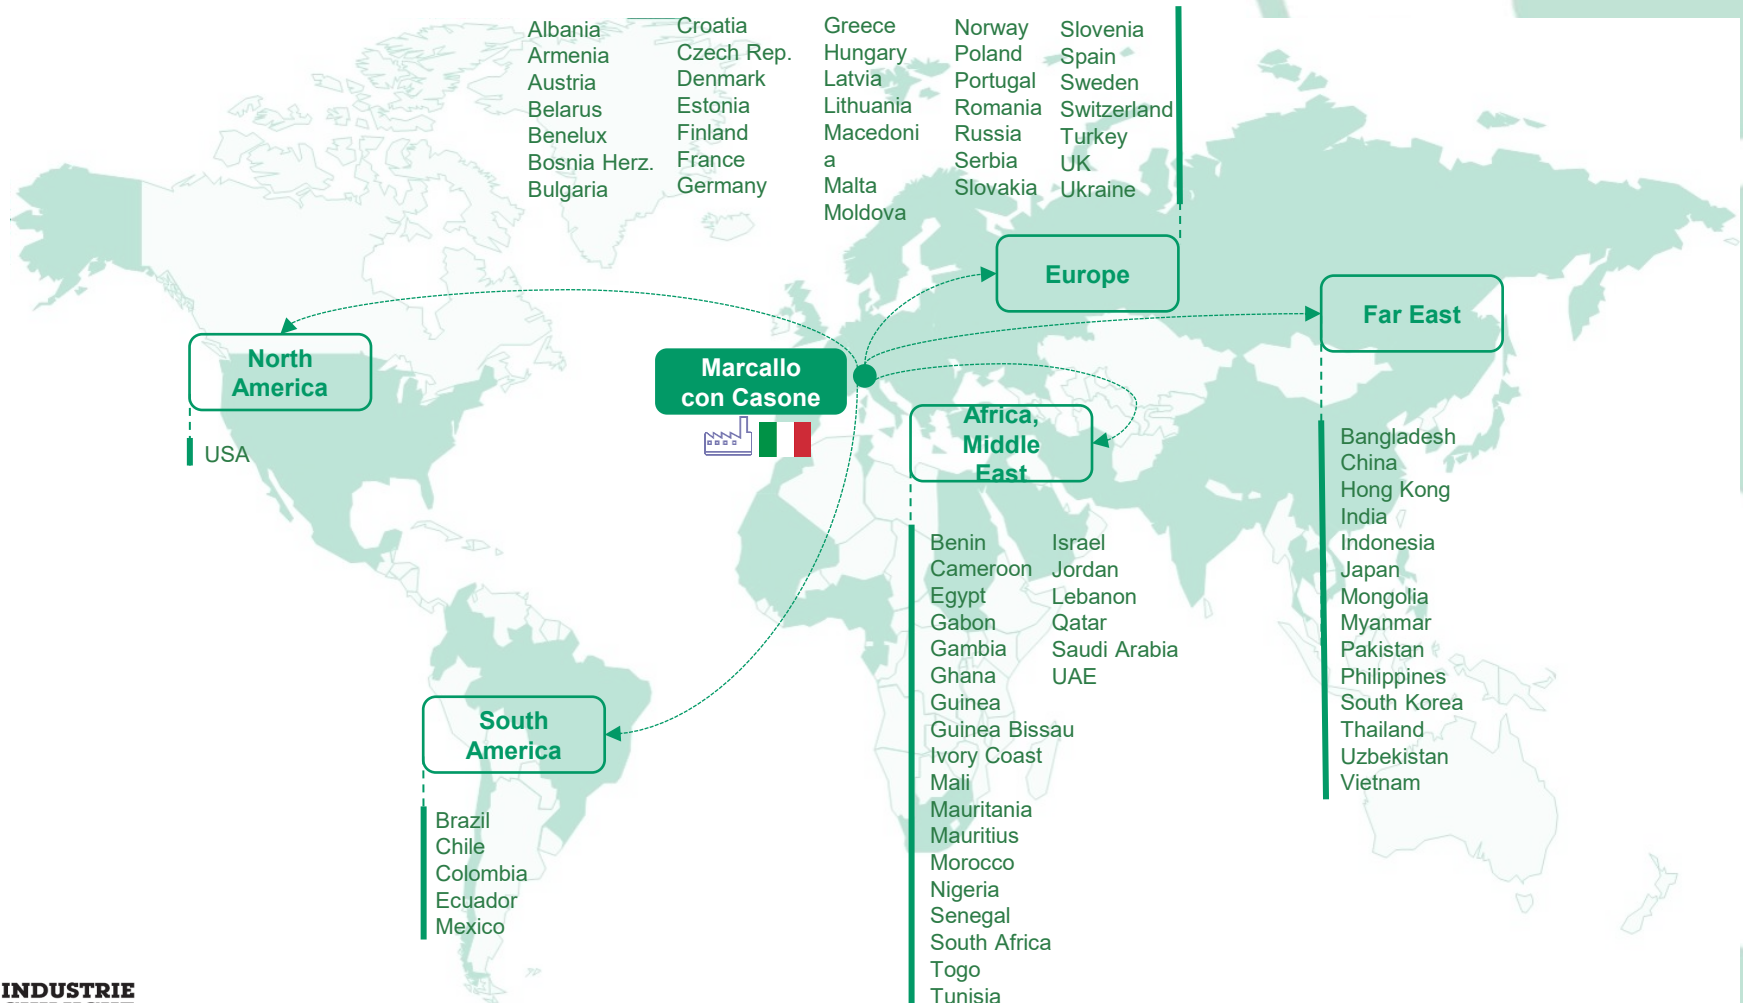 Albania
Armenia
Austria
Belarus
Benelux
Bosnia Herz.
Bulgaria
Croatia
Czech Rep.
Denmark
Estonia
Finland
France
Germany
Greece
Hungary
Latvia
Lithuania
Macedoni
a
Malta
Moldova
Norway
Poland
Portugal
Romania
Russia
Serbia
Slovakia
Slovenia
Spain
Sweden
Switzerland
Turkey
UK
Ukraine
Europe
Far East
North
America
Marcallo
con Casone
Africa,
Middle
East
USA
Bangladesh
China
Hong Kong
India
Indonesia
Japan
Mongolia
Myanmar
Pakistan
Philippines
South Korea
Thailand
Uzbekistan
Vietnam
Benin
Cameroon
Egypt
Gabon
Gambia
Ghana
Guinea
Guinea Bissau
Ivory Coast
Mali
Mauritania
Mauritius
Morocco
Nigeria
Senegal
South Africa
Togo
Tunisia
Israel
Jordan
Lebanon
Qatar
Saudi Arabia
UAE
South
America
Brazil
Chile
Colombia
Ecuador
Mexico
INDUSTRIE